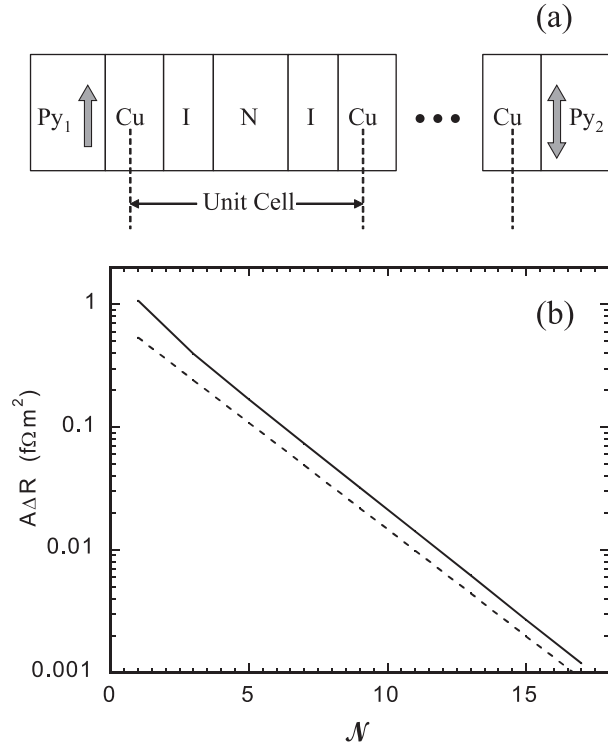 (a)
Py₁ Cu I N I Cu ••• Cu Py₂
Unit Cell
(b)
AΔR (fΩm²)
1
0.1
0.01
0.001
0 5 10 15
𝒩